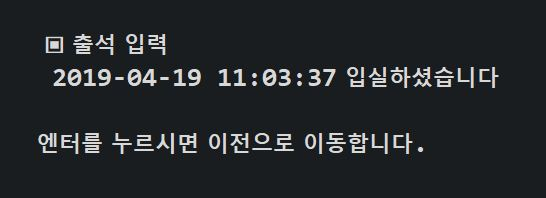 ▣ 출석 입력
2019-04-19 11:03:37 입실하셨습니다
엔터를 누르시면 이전으로 이동합니다.